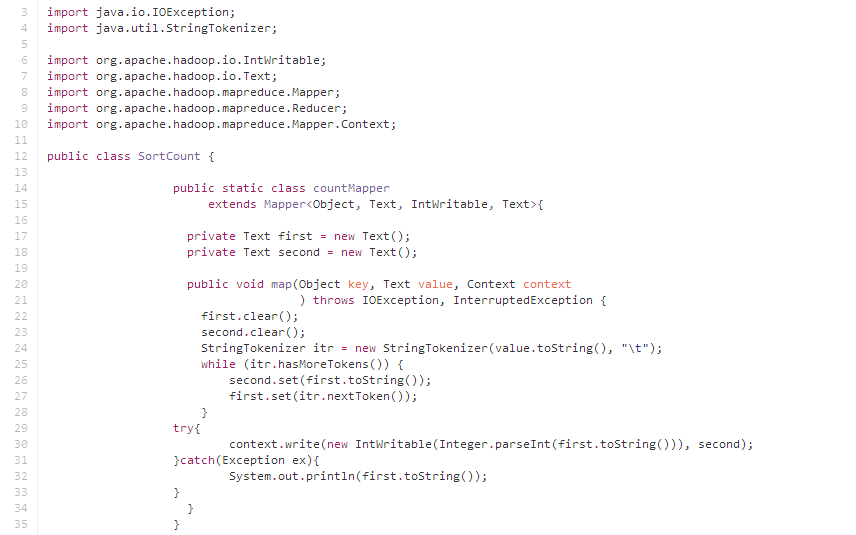 3 import java.io.IOException;
4 import java.util.StringTokenizer;
5
6 import org.apache.hadoop.io.IntWritable;
7 import org.apache.hadoop.io.Text;
8 import org.apache.hadoop.mapreduce.Mapper;
9 import org.apache.hadoop.mapreduce.Reducer;
10 import org.apache.hadoop.mapreduce.Mapper.Context;
11
12 public class SortCount {
13
14                   public static class countMapper
15                        extends Mapper<Object, Text, IntWritable, Text>{
16
17                     private Text first = new Text();
18                     private Text second = new Text();
19
20                     public void map(Object key, Text value, Context context
21                                     ) throws IOException, InterruptedException {
22                       first.clear();
23                       second.clear();
24                       StringTokenizer itr = new StringTokenizer(value.toString(), "\t");
25                       while (itr.hasMoreTokens()) {
26                           second.set(first.toString());
27                           first.set(itr.nextToken());
28                       }
29                   try{
30                           context.write(new IntWritable(Integer.parseInt(first.toString())), second);
31                   }catch(Exception ex){
32                           System.out.println(first.toString());
33                   }
34                     }
35                   }